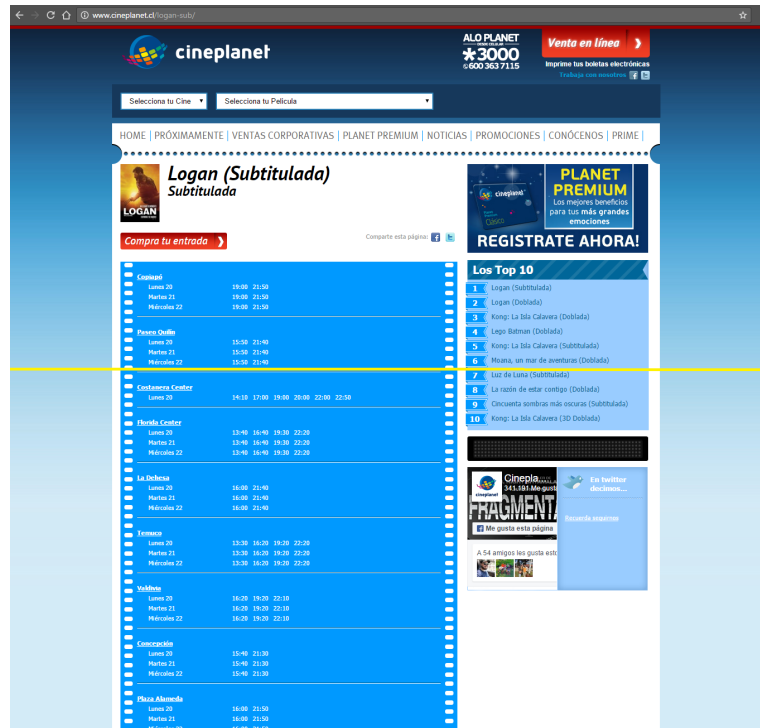 www.cineplanet.cl/logan-sub/
cineplanet
ALO PLANET
DESDE CELULAR
*3000
600 363 7115
Venta en línea
Imprime tus boletas electrónicas
Trabaja con nosotros
Selecciona tu Cine
Selecciona tu Película
HOME | PRÓXIMAMENTE | VENTAS CORPORATIVAS | PLANET PREMIUM | NOTICIAS | PROMOCIONES | CONÓCENOS | PRIME |
LOGAN
Logan (Subtitulada)
Subtitulada
Compra tu entrada
Comparte esta página:
Copiapó
Lunes 20 19:00 21:50
Martes 21 19:00 21:50
Miércoles 22 19:00 21:50
Paseo Quilín
Lunes 20 15:50 21:40
Martes 21 15:50 21:40
Miércoles 22 15:50 21:40
Costanera Center
Lunes 20 14:10 17:00 19:00 20:00 22:00 22:50
Florida Center
Lunes 20 13:40 16:40 19:30 22:20
Martes 21 13:40 16:40 19:30 22:20
Miércoles 22 13:40 16:40 19:30 22:20
La Dehesa
Lunes 20 16:00 21:40
Martes 21 16:00 21:40
Miércoles 22 16:00 21:40
Temuco
Lunes 20 13:30 16:20 19:20 22:20
Martes 21 13:30 16:20 19:20 22:20
Miércoles 22 13:30 16:20 19:20 22:20
Valdivia
Lunes 20 16:20 19:20 22:10
Martes 21 16:20 19:20 22:10
Miércoles 22 16:20 19:20 22:10
Concepción
Lunes 20 15:40 21:30
Martes 21 15:40 21:30
Miércoles 22 15:40 21:30
Plaza Alameda
Lunes 20 16:00 21:50
Martes 21 16:00 21:50
cineplanet
Clásico
PLANET
PREMIUM
Los mejores beneficios
para tus más grandes
emociones
REGISTRATE AHORA!
Los Top 10
1 Logan (Subtitulada)
2 Logan (Doblada)
3 Kong: La Isla Calavera (Doblada)
4 Lego Batman (Doblada)
5 Kong: La Isla Calavera (Subtitulada)
6 Moana, un mar de aventuras (Doblada)
7 Luz de Luna (Subtitulada)
8 La razón de estar contigo (Doblada)
9 Cincuenta sombras más oscuras (Subtitulada)
10 Kong: La Isla Calavera (3D Doblada)
cineplanet
Cinepla...
341.191 Me gusta
FRAGMENT
Me gusta esta página
A 54 amigos les gusta esto
En twitter
decimos...
Recuerda seguirnos